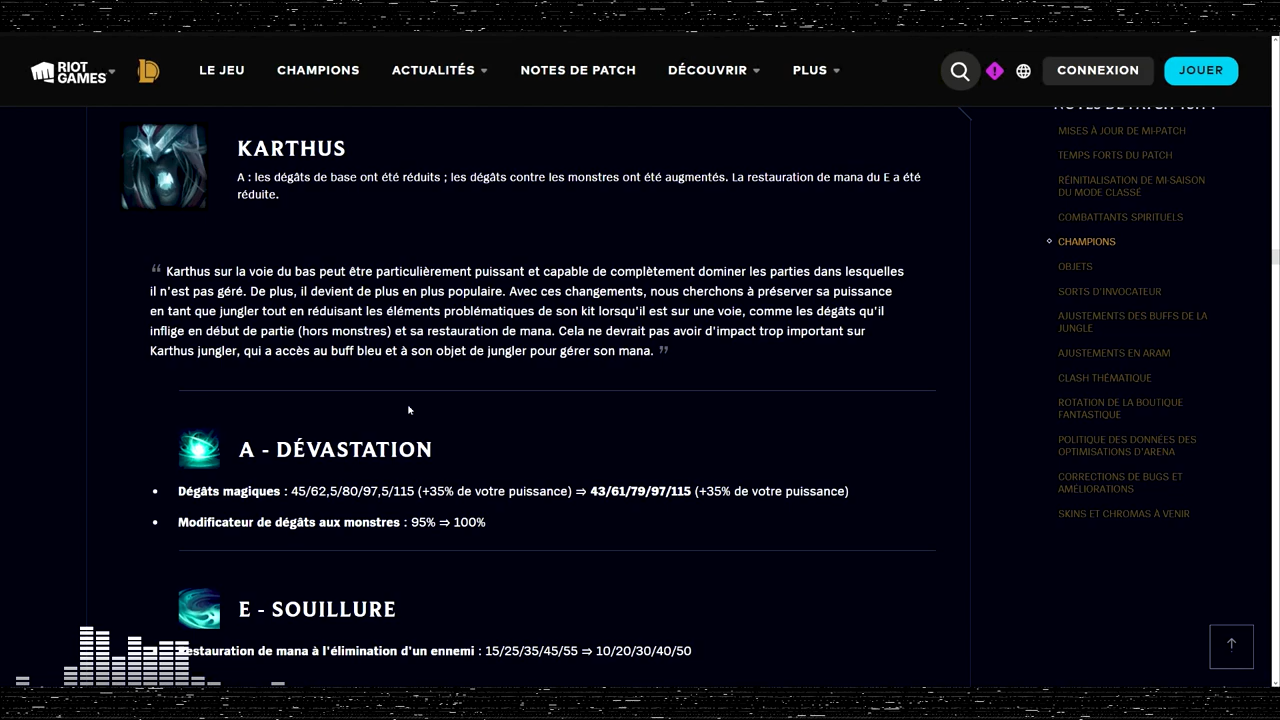 RIOT GAMES
LE JEU
CHAMPIONS
ACTUALITÉS
NOTES DE PATCH
DÉCOUVRIR
PLUS
CONNEXION
JOUER
KARTHUS
A : les dégâts de base ont été réduits ; les dégâts contre les monstres ont été augmentés. La restauration de mana du E a été
réduite.
“ Karthus sur la voie du bas peut être particulièrement puissant et capable de complètement dominer les parties dans lesquelles
il n'est pas géré. De plus, il devient de plus en plus populaire. Avec ces changements, nous cherchons à préserver sa puissance
en tant que jungler tout en réduisant les éléments problématiques de son kit lorsqu'il est sur une voie, comme les dégâts qu'il
inflige en début de partie (hors monstres) et sa restauration de mana. Cela ne devrait pas avoir d'impact trop important sur
Karthus jungler, qui a accès au buff bleu et à son objet de jungler pour gérer son mana. ”
A - DÉVASTATION
• Dégâts magiques : 45/62,5/80/97,5/115 (+35% de votre puissance) ⇒ 43/61/79/97/115 (+35% de votre puissance)
• Modificateur de dégâts aux monstres : 95% ⇒ 100%
E - SOUILLURE
Restauration de mana à l'élimination d'un ennemi : 15/25/35/45/55 ⇒ 10/20/30/40/50
MISES À JOUR DE MI-PATCH
TEMPS FORTS DU PATCH
RÉINITIALISATION DE MI-SAISON
DU MODE CLASSÉ
COMBATTANTS SPIRITUELS
CHAMPIONS
OBJETS
SORTS D'INVOCATEUR
AJUSTEMENTS DES BUFFS DE LA
JUNGLE
AJUSTEMENTS EN ARAM
CLASH THÉMATIQUE
ROTATION DE LA BOUTIQUE
FANTASTIQUE
POLITIQUE DES DONNÉES DES
OPTIMISATIONS D'ARENA
CORRECTIONS DE BUGS ET
AMÉLIORATIONS
SKINS ET CHROMAS À VENIR